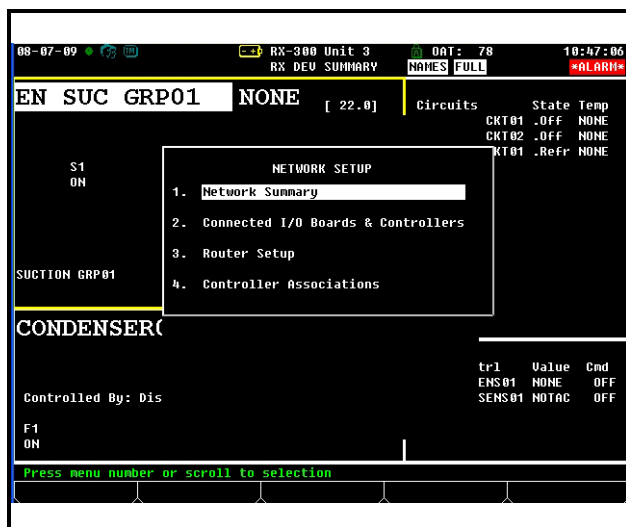 08-07-09 TM RX-300 Unit 3 OAT: 78 10:47:06
RX DEV SUMMARY NAMES FULL *ALARM*
EN SUC GRP01 NONE [ 22.0] Circuits State Temp
CKT01 .Off NONE
CKT02 .Off NONE
KT01 .Refr NONE
S1
ON
NETWORK SETUP
1. Network Summary
2. Connected I/O Boards & Controllers
3. Router Setup
4. Controller Associations
SUCTION GRP01
CONDENSER(
trl Value Cmd
ENS01 NONE OFF
SENS01 NOTAC OFF
Controlled By: Dis
F1
ON
Press menu number or scroll to selection